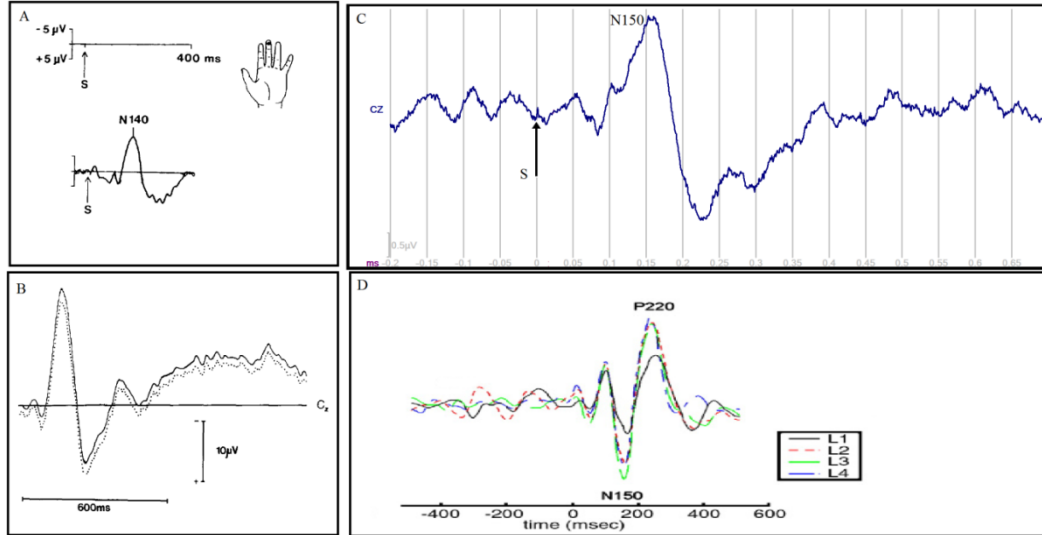 A
- 5 µV
+5 µV
400 ms
S
N140
S
C
N150
CZ
S
0.5µV
ms
-0.2 -0.15 -0.1 -0.05 0 0.05 0.1 0.15 0.2 0.25 0.3 0.35 0.4 0.45 0.5 0.55 0.6 0.65
B
Cz
10µV
+
600ms
D
P220
L1
L2
L3
L4
N150
-400 -200 0 200 400 600
time (msec)